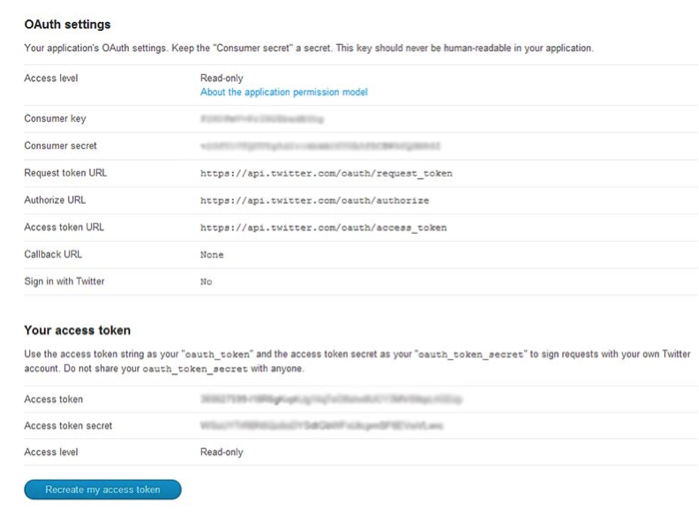 OAuth settings
Your application's OAuth settings. Keep the "Consumer secret" a secret. This key should never be human-readable in your application.
Access level Read-only
About the application permission model
Consumer key
Consumer secret
Request token URL https://api.twitter.com/oauth/request_token
Authorize URL https://api.twitter.com/oauth/authorize
Access token URL https://api.twitter.com/oauth/access_token
Callback URL None
Sign in with Twitter No
Your access token
Use the access token string as your "oauth_token" and the access token secret as your "oauth_token_secret" to sign requests with your own Twitter
account. Do not share your oauth_token_secret with anyone.
Access token
Access token secret
Access level Read-only
Recreate my access token